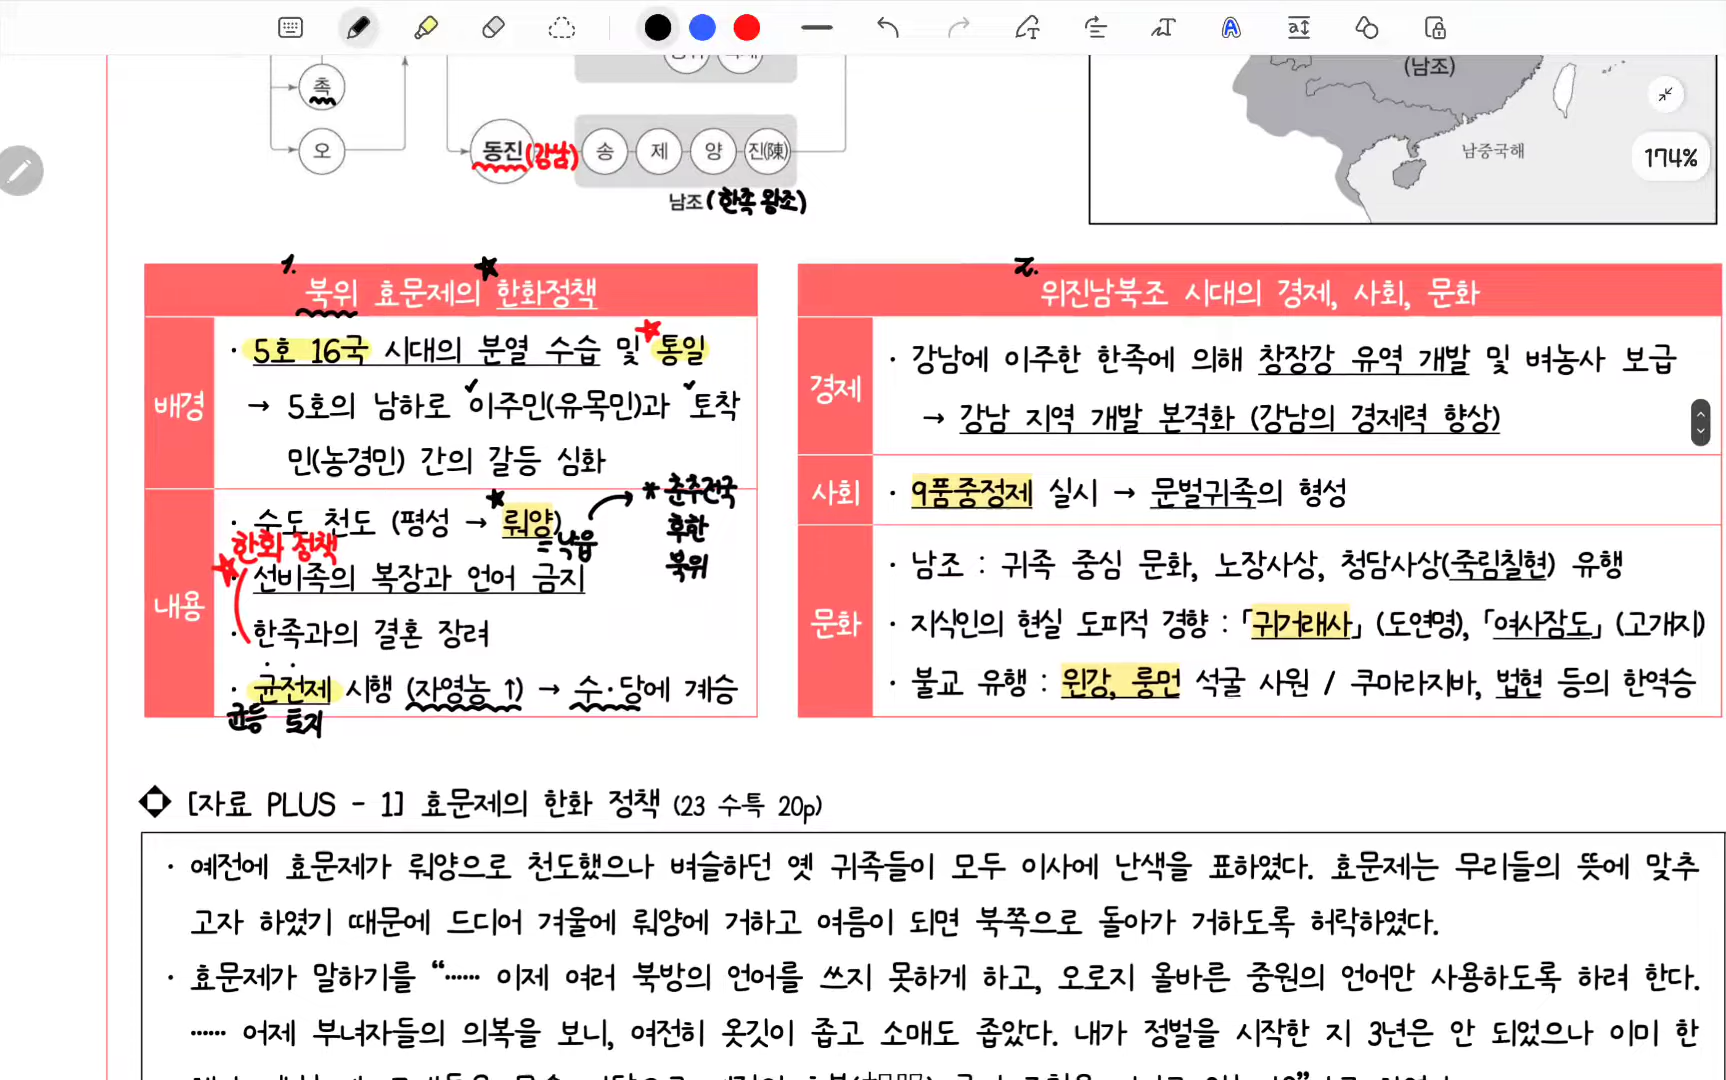 (남조)
촉
오
동진(강남) 송 제 양 진(陳)
남중국해
174%
남조(한족 왕조)
1.
북위 효문제의 한화정책
배경
· 5호 16국 시대의 분열 수습 및 통일
→ 5호의 남하로 이주민(유목민)과 토착
민(농경민) 간의 갈등 심화
내용
· 수도 천도 (평성 → 뤄양)
= 낙읍
* 춘추전국
후한
북위
한화 정책
· 선비족의 복장과 언어 금지
· 한족과의 결혼 장려
· 균전제 시행 (자영농 ↑) → 수·당에 계승
균등 토지
2.
위진남북조 시대의 경제, 사회, 문화
경제
· 강남에 이주한 한족에 의해 창장강 유역 개발 및 벼농사 보급
→ 강남 지역 개발 본격화 (강남의 경제력 향상)
사회
· 9품중정제 실시 → 문벌귀족의 형성
문화
· 남조 : 귀족 중심 문화, 노장사상, 청담사상(죽림칠현) 유행
· 지식인의 현실 도피적 경향 : 「귀거래사」 (도연명), 「여사잠도」 (고개지)
· 불교 유행 : 윈강, 룽먼 석굴 사원 / 쿠마라지바, 법현 등의 한역승
[자료 PLUS - 1] 효문제의 한화 정책 (23 수특 20p)
· 예전에 효문제가 뤄양으로 천도했으나 벼슬하던 옛 귀족들이 모두 이사에 난색을 표하였다. 효문제는 무리들의 뜻에 맞추
고자 하였기 때문에 드디어 겨울에 뤄양에 거하고 여름이 되면 북쪽으로 돌아가 거하도록 허락하였다.
· 효문제가 말하기를 “…… 이제 여러 북방의 언어를 쓰지 못하게 하고, 오로지 올바른 중원의 언어만 사용하도록 하려 한다.
…… 어제 부녀자들의 의복을 보니, 여전히 옷깃이 좁고 소매도 좁았다. 내가 정벌을 시작한 지 3년은 안 되었으나 이미 한